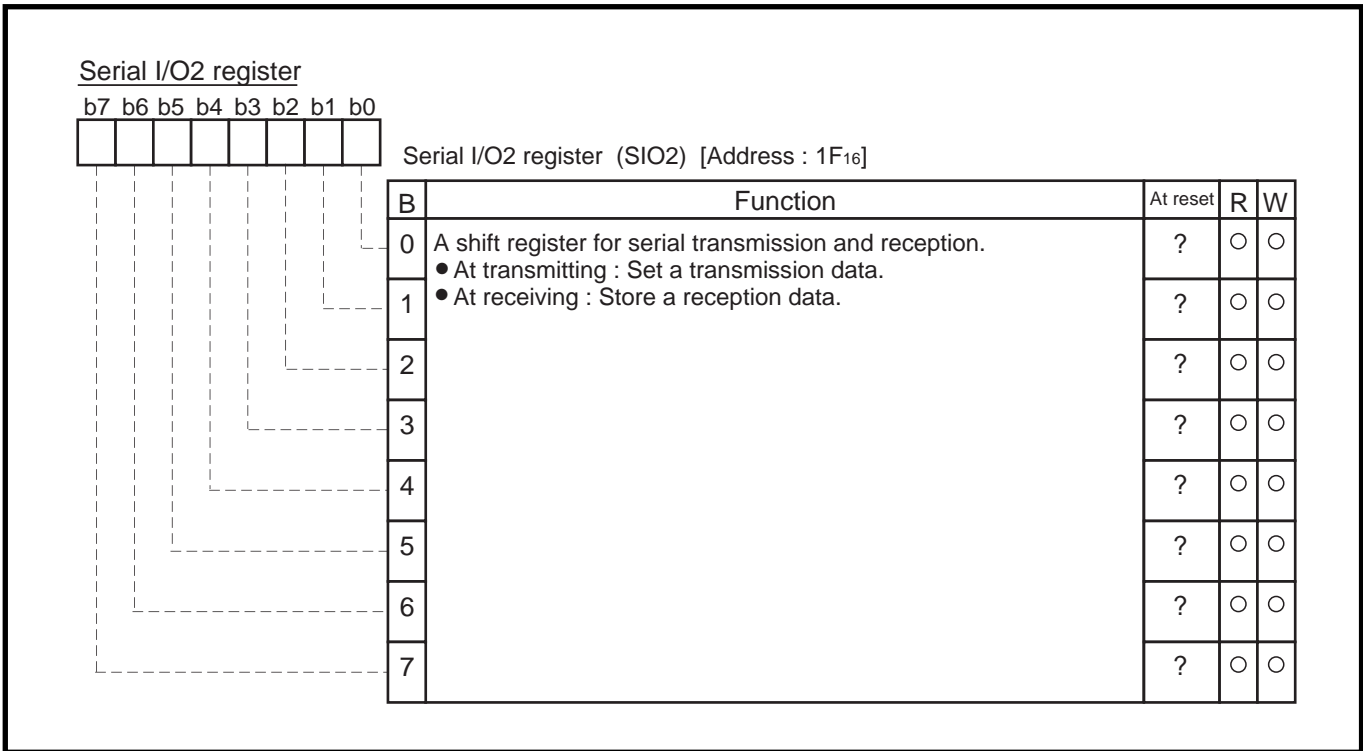 Serial I/O2 register
b7 b6 b5 b4 b3 b2 b1 b0
Serial I/O2 register (SIO2) [Address : 1F16]
B Function At reset R W
0 A shift register for serial transmission and reception. ? ○ ○
● At transmitting : Set a transmission data.
● At receiving : Store a reception data.
1 ? ○ ○
2 ? ○ ○
3 ? ○ ○
4 ? ○ ○
5 ? ○ ○
6 ? ○ ○
7 ? ○ ○